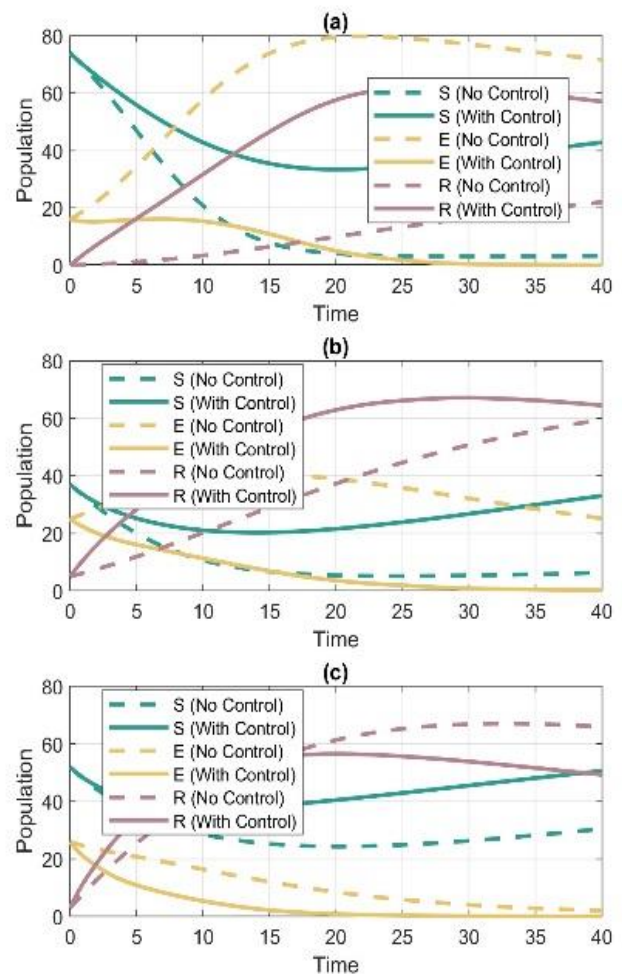 (a)
80
60
40
20
0
Population
S (No Control)
S (With Control)
E (No Control)
E (With Control)
R (No Control)
R (With Control)
0 5 10 15 20 25 30 35 40
Time
(b)
80
60
40
20
0
Population
S (No Control)
S (With Control)
E (No Control)
E (With Control)
R (No Control)
R (With Control)
0 5 10 15 20 25 30 35 40
Time
(c)
80
60
40
20
0
Population
S (No Control)
S (With Control)
E (No Control)
E (With Control)
R (No Control)
R (With Control)
0 5 10 15 20 25 30 35 40
Time